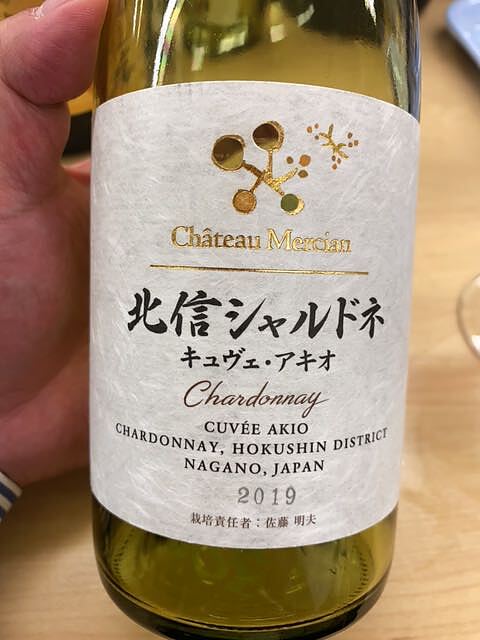 Château Mercian
北信シャルドネ
キュヴェ・アキオ
Chardonnay
CUVÉE AKIO
CHARDONNAY, HOKUSHIN DISTRICT
NAGANO, JAPAN
2019
栽培責任者：佐藤 明夫